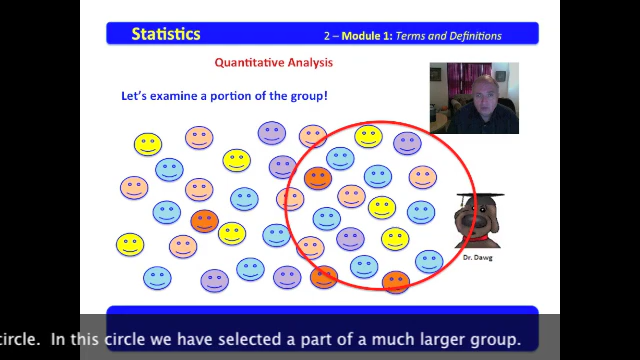 Statistics
2 – Module 1: Terms and Definitions
Quantitative Analysis
Let's examine a portion of the group!
Dr. Dawg
circle. In this circle we have selected a part of a much larger group.